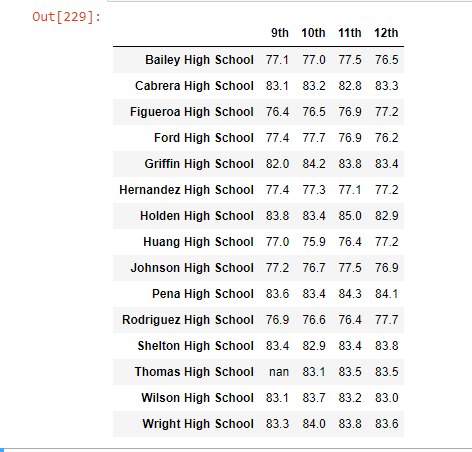 Out[229]:
9th 10th 11th 12th
Bailey High School 77.1 77.0 77.5 76.5
Cabrera High School 83.1 83.2 82.8 83.3
Figueroa High School 76.4 76.5 76.9 77.2
Ford High School 77.4 77.7 76.9 76.2
Griffin High School 82.0 84.2 83.8 83.4
Hernandez High School 77.4 77.3 77.1 77.2
Holden High School 83.8 83.4 85.0 82.9
Huang High School 77.0 75.9 76.4 77.2
Johnson High School 77.2 76.7 77.5 76.9
Pena High School 83.6 83.4 84.3 84.1
Rodriguez High School 76.9 76.6 76.4 77.7
Shelton High School 83.4 82.9 83.4 83.8
Thomas High School nan 83.1 83.5 83.5
Wilson High School 83.1 83.7 83.2 83.0
Wright High School 83.3 84.0 83.8 83.6